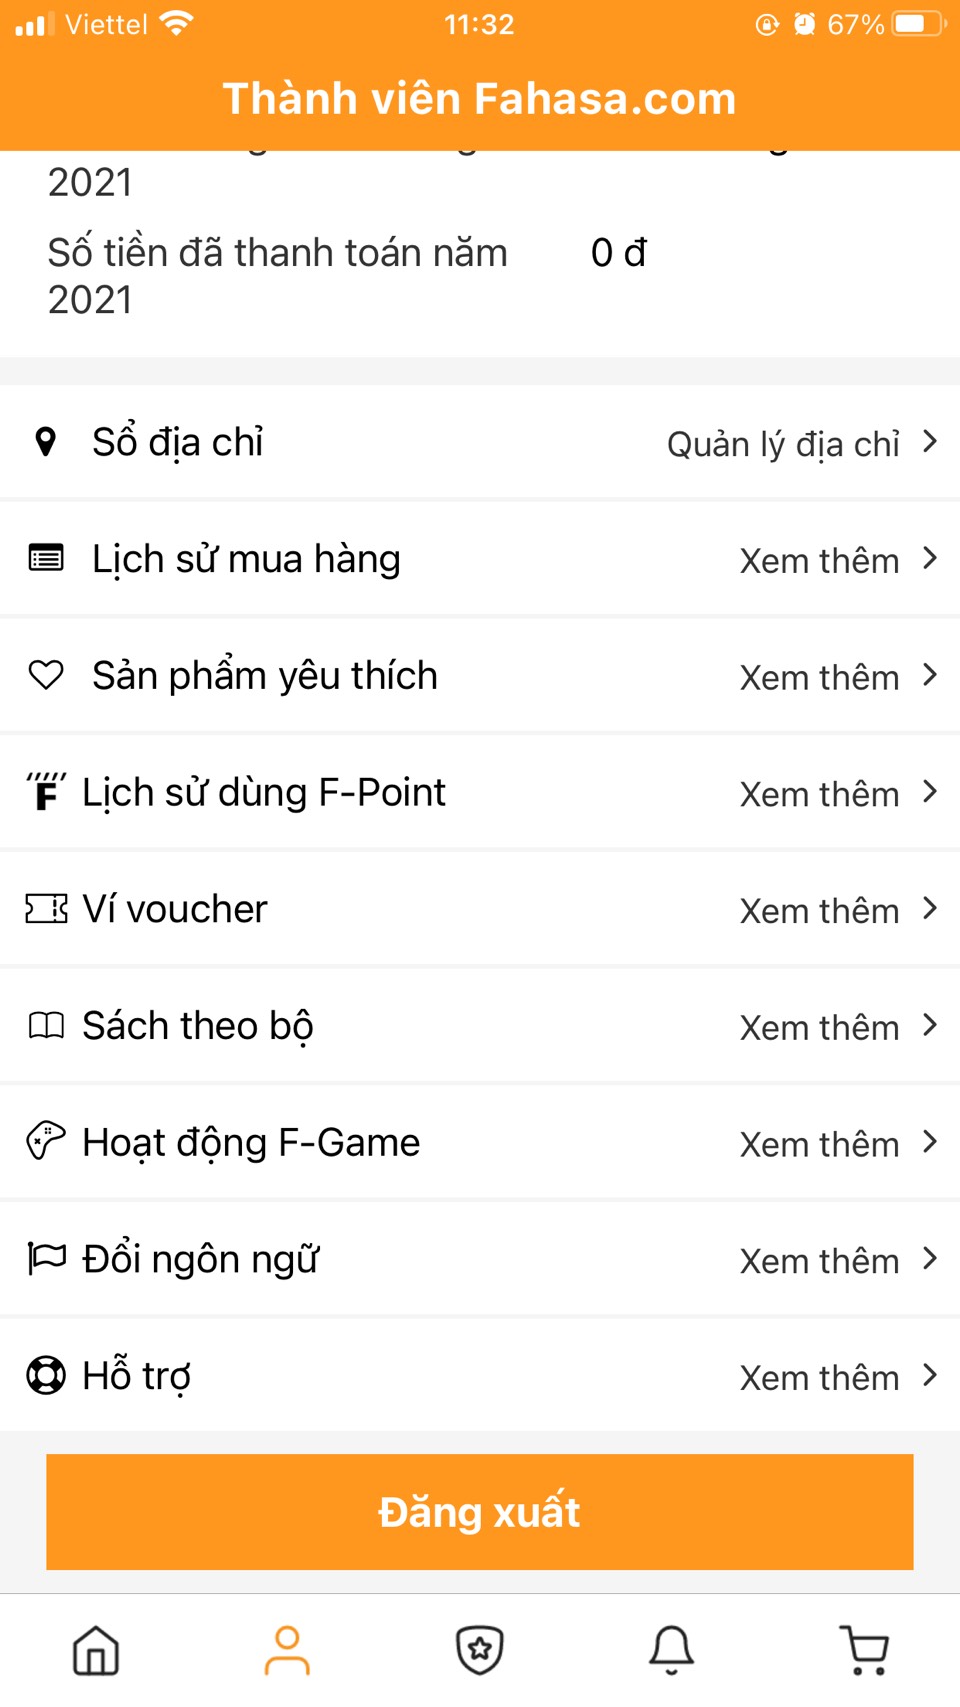 Viettel 11:32 67%
Thành viên Fahasa.com
2021
Số tiền đã thanh toán năm 0 đ
2021
Sổ địa chỉ Quản lý địa chỉ
Lịch sử mua hàng Xem thêm
Sản phẩm yêu thích Xem thêm
F Lịch sử dùng F-Point Xem thêm
Ví voucher Xem thêm
Sách theo bộ Xem thêm
Hoạt động F-Game Xem thêm
Đổi ngôn ngữ Xem thêm
Hỗ trợ Xem thêm
Đăng xuất